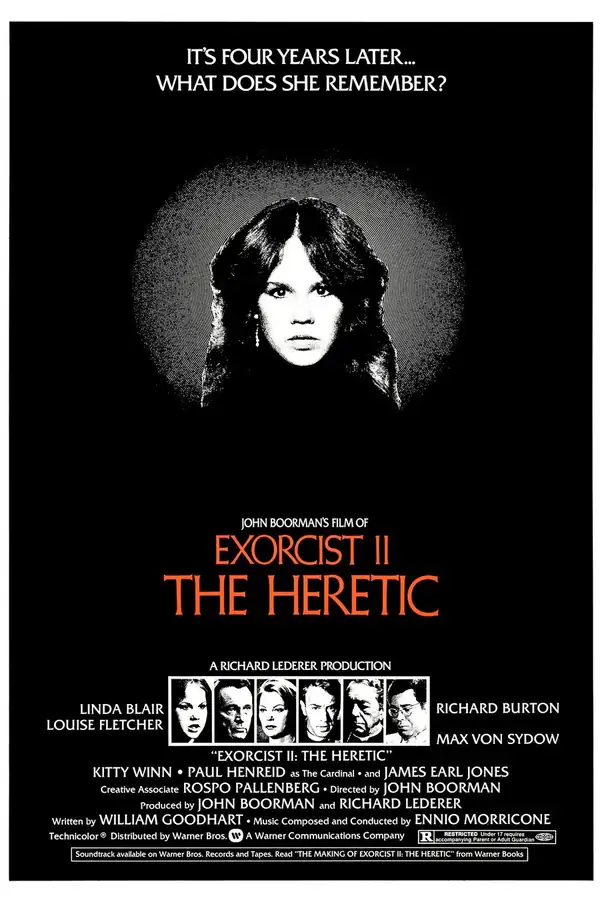 IT'S FOUR YEARS LATER...
WHAT DOES SHE REMEMBER?
JOHN BOORMAN'S FILM OF
EXORCIST II
THE HERETIC
A RICHARD LEDERER PRODUCTION
LINDA BLAIR
LOUISE FLETCHER
RICHARD BURTON
MAX VON SYDOW
"EXORCIST II: THE HERETIC"
KITTY WINN • PAUL HENREID as The Cardinal • and JAMES EARL JONES
Creative Associate ROSPO PALLENBERG • Directed by JOHN BOORMAN
Produced by JOHN BOORMAN and RICHARD LEDERER
Written by WILLIAM GOODHART • Music Composed and Conducted by ENNIO MORRICONE
Technicolor ® Distributed by Warner Bros. A Warner Communications Company
R RESTRICTED Under 17 requires
accompanying Parent or Adult Guardian
Soundtrack available on Warner Bros. Records and Tapes. Read "THE MAKING OF EXORCIST II: THE HERETIC" from Warner Books